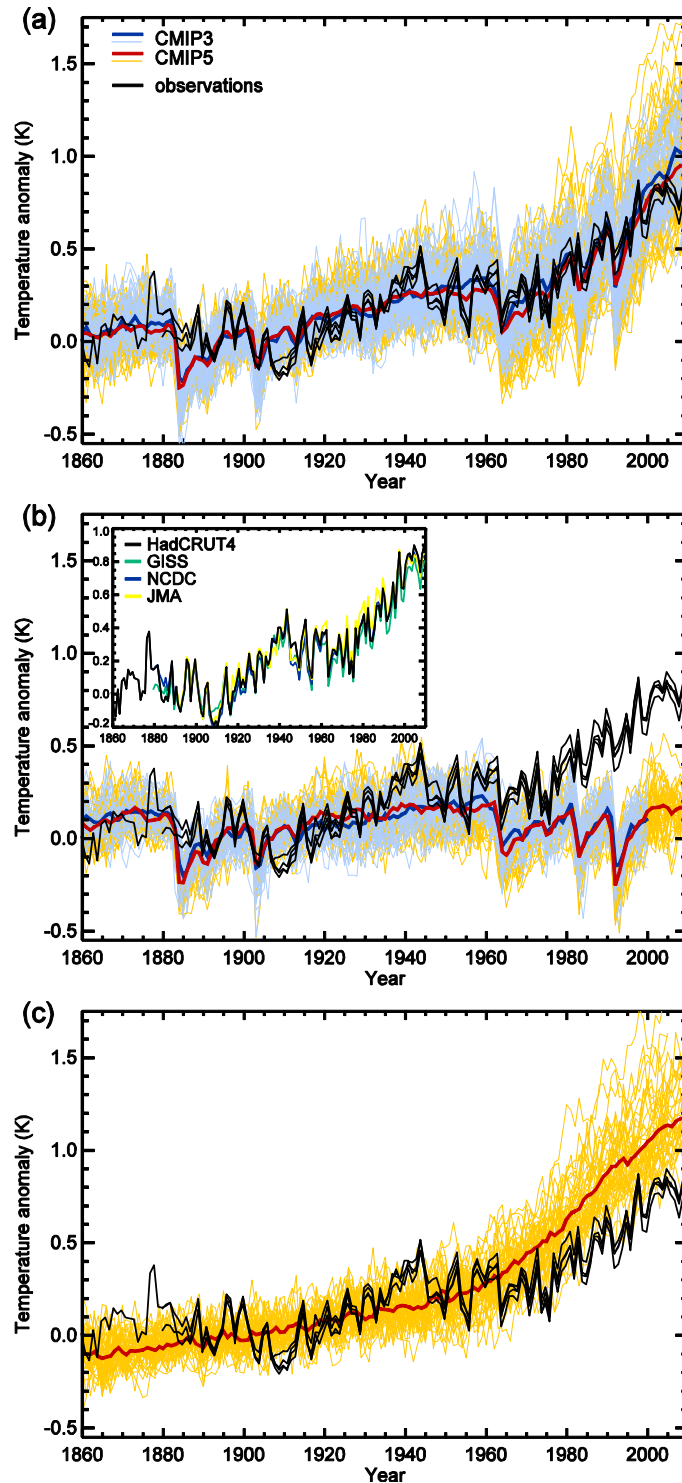 (a)
CMIP3
CMIP5
observations
Temperature anomaly (K)
1.5
1.0
0.5
0.0
-0.5
1860 1880 1900 1920 1940 1960 1980 2000
Year
(b)
HadCRUT4
GISS
NCDC
JMA
1.0
0.8
0.6
0.4
0.2
0.0
-0.2
1860 1880 1900 1920 1940 1960 1980 2000
Temperature anomaly (K)
1.5
1.0
0.5
0.0
-0.5
1860 1880 1900 1920 1940 1960 1980 2000
Year
(c)
Temperature anomaly (K)
1.5
1.0
0.5
0.0
-0.5
1860 1880 1900 1920 1940 1960 1980 2000
Year